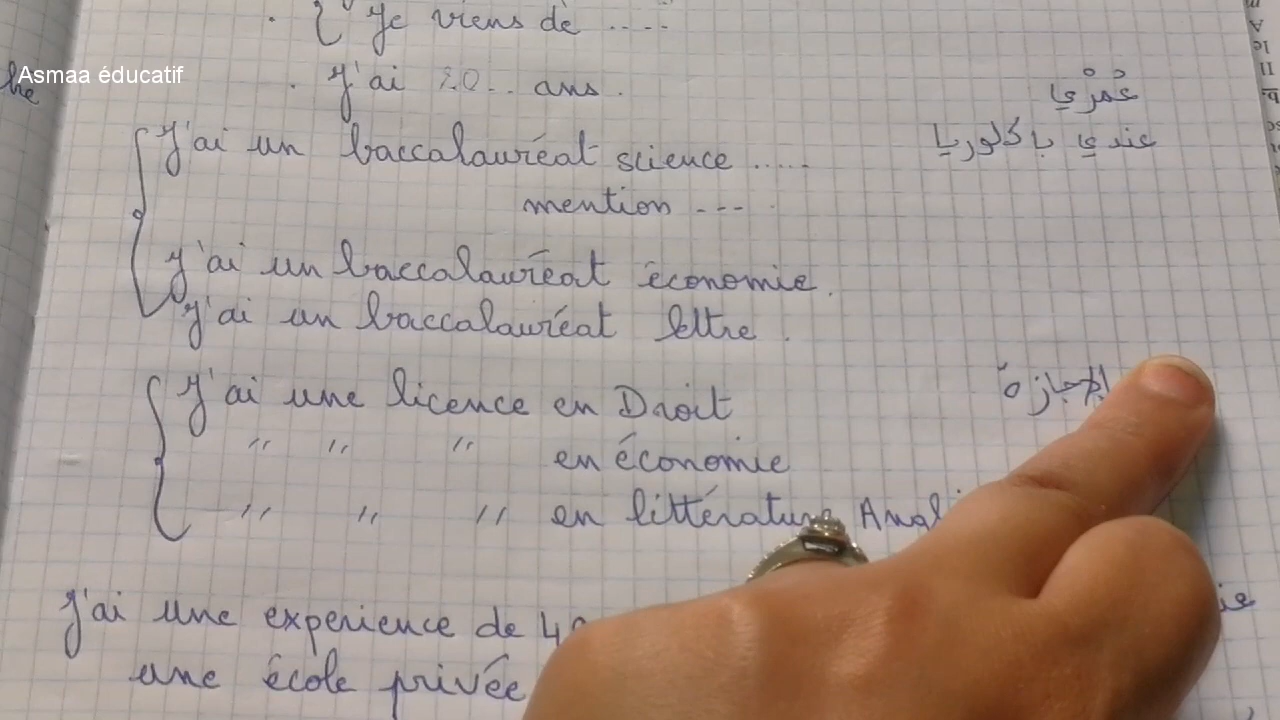 Je viens de .....
Asmaa éducatif
J'ai 20.. ans.
عُمْرِي
J'ai un baccalauréat science .....
عندي باكلوريا
mention ---
J'ai un baccalauréat économie.
J'ai un baccalauréat lettre.
J'ai une licence en Droit
الإجازة
" " " en économie
" " " en littérature Angl
J'ai une experience de
une école privée